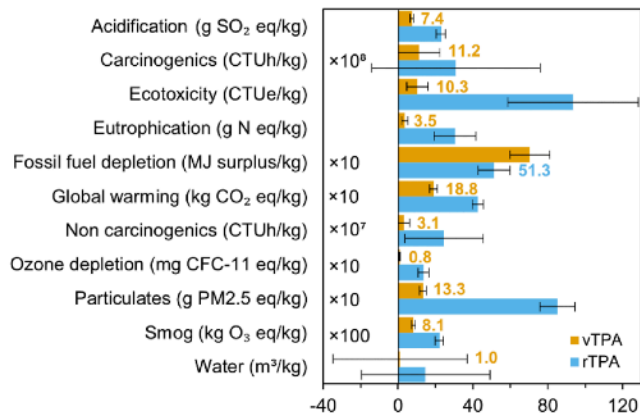 Acidification (g SO₂ eq/kg) 7.4
Carcinogenics (CTUh/kg) ×10⁸ 11.2
Ecotoxicity (CTUe/kg) 10.3
Eutrophication (g N eq/kg) 3.5
Fossil fuel depletion (MJ surplus/kg) ×10 51.3
Global warming (kg CO₂ eq/kg) ×10 18.8
Non carcinogenics (CTUh/kg) ×10⁷ 3.1
Ozone depletion (mg CFC-11 eq/kg) ×10 0.8
Particulates (g PM2.5 eq/kg) ×10 13.3
Smog (kg O₃ eq/kg) ×100 8.1
vTPA
rTPA
Water (m³/kg) 1.0
-40 0 40 80 120